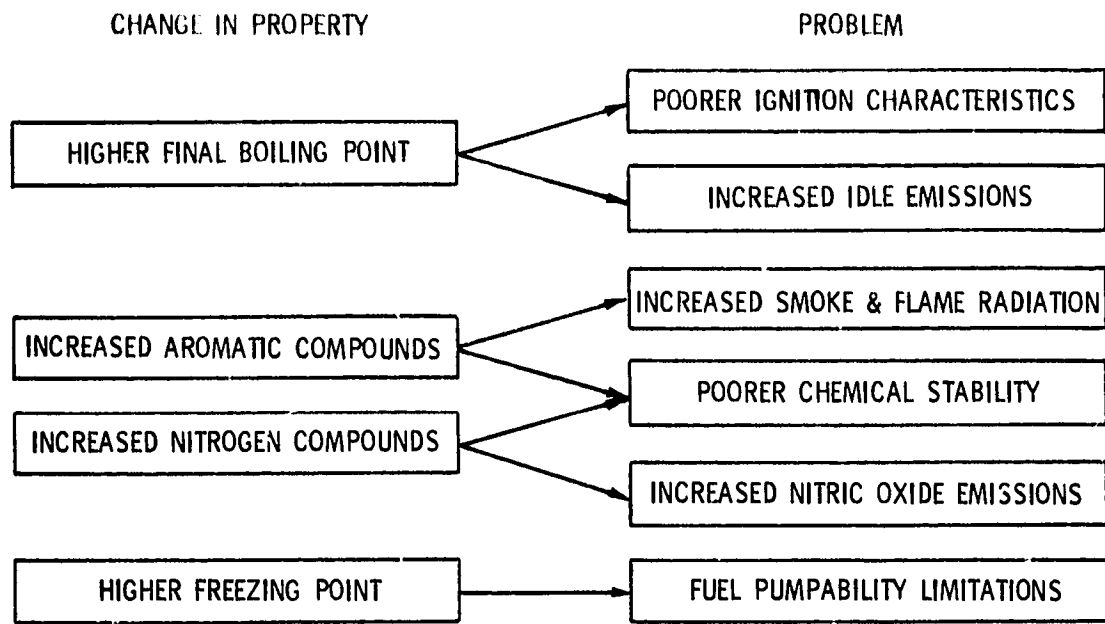 CHANGE IN PROPERTY
PROBLEM
HIGHER FINAL BOILING POINT
POORER IGNITION CHARACTERISTICS
INCREASED IDLE EMISSIONS
INCREASED AROMATIC COMPOUNDS
INCREASED SMOKE & FLAME RADIATION
POORER CHEMICAL STABILITY
INCREASED NITROGEN COMPOUNDS
INCREASED NITRIC OXIDE EMISSIONS
HIGHER FREEZING POINT
FUEL PUMPABILITY LIMITATIONS